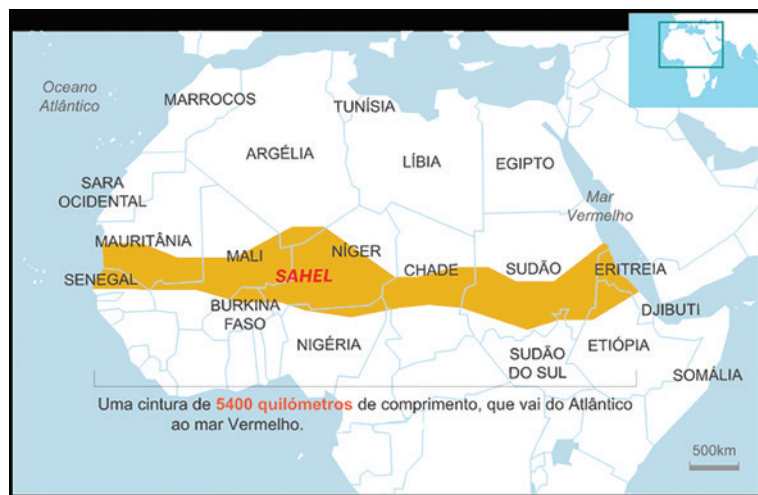 Oceano
Atlântico
MARROCOS
TUNÍSIA
ARGÉLIA
LÍBIA
EGIPTO
SARA
OCIDENTAL
Mar
Vermelho
MAURITÂNIA
MALI
NÍGER
CHADE
SUDÃO
ERITREIA
SENEGAL
SAHEL
BURKINA
FASO
DJIBUTI
NIGÉRIA
SUDÃO
DO SUL
ETIÓPIA
SOMÁLIA
Uma cintura de 5400 quilómetros de comprimento, que vai do Atlântico
ao mar Vermelho.
500km